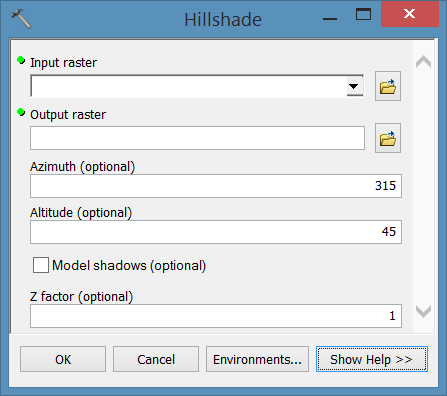 Hillshade
Input raster
Output raster
Azimuth (optional)
315
Altitude (optional)
45
Model shadows (optional)
Z factor (optional)
1
OK Cancel Environments... Show Help >>